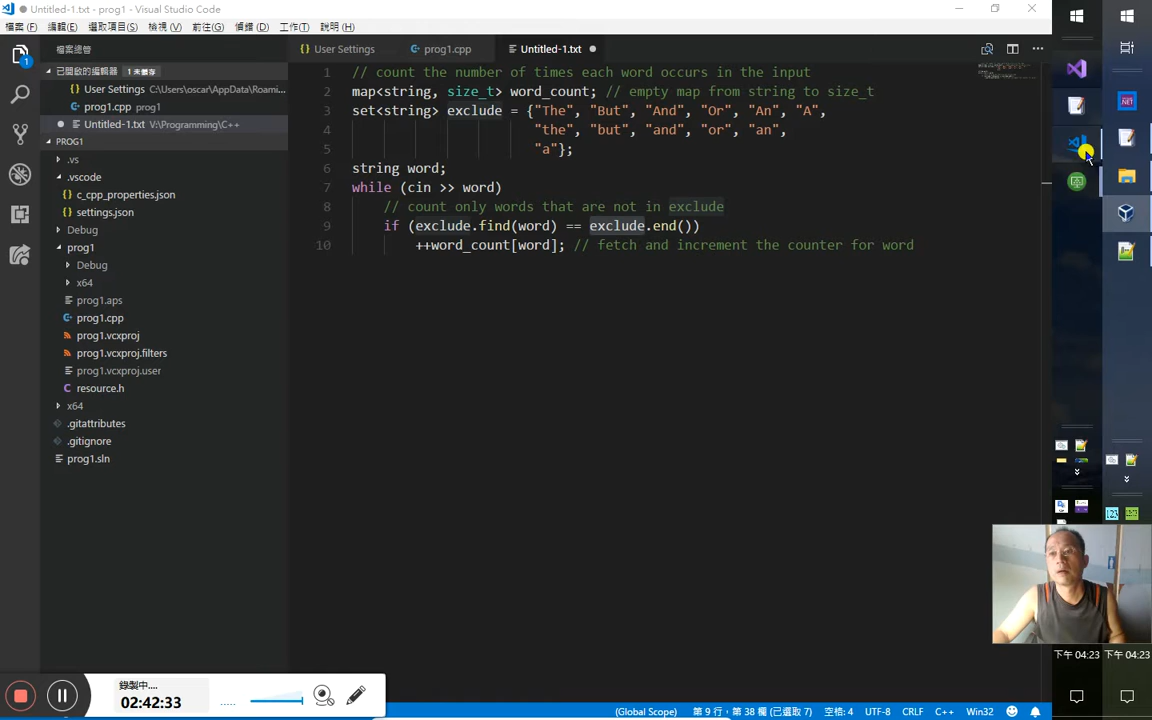 Untitled-1.txt - prog1 - Visual Studio Code
檔案 (F) 編輯(E) 選取項目(S) 檢視 (V) 前往(G) 偵錯 (D) 工作(T) 說明 (H)
檔案總管
User Settings
prog1.cpp
Untitled-1.txt
已開啟的編輯器 1 未儲存
User Settings C:\Users\oscar\AppData\Roami...
prog1.cpp prog1
Untitled-1.txt V:\Programming\C++
PROG1
.vs
.vscode
c_cpp_properties.json
settings.json
Debug
prog1
Debug
x64
prog1.aps
prog1.cpp
prog1.vcxproj
prog1.vcxproj.filters
prog1.vcxproj.user
resource.h
x64
.gitattributes
.gitignore
prog1.sln
1 // count the number of times each word occurs in the input
2 map<string, size_t> word_count; // empty map from string to size_t
3 set<string> exclude = {"The", "But", "And", "Or", "An", "A",
4 "the", "but", "and", "or", "an",
5 "a"};
6 string word;
7 while (cin >> word)
8 // count only words that are not in exclude
9 if (exclude.find(word) == exclude.end())
10 ++word_count[word]; // fetch and increment the counter for word
1
.NET
123
下午 04:23
下午 04:23
錄製中....
02:42:33
(Global Scope) 第 9 行，第 38 欄 (已選取 7) 空格: 4 UTF-8 CRLF C++ Win32